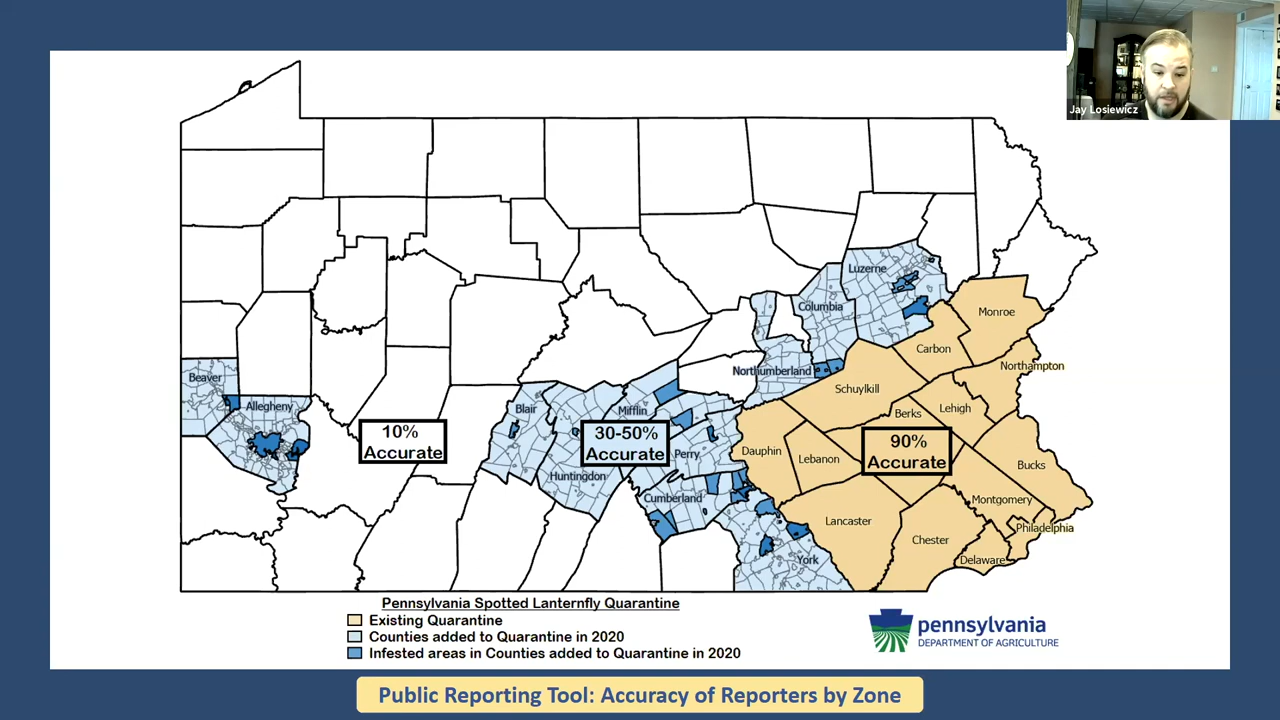 Jay Losiewicz
Luzerne
Columbia
Monroe
Carbon
Northampton
Northumberland
Schuylkill
Beaver
Allegheny
Blair
Mifflin
Berks
Lehigh
10%
Accurate
30-50%
Accurate
90%
Accurate
Perry
Dauphin
Lebanon
Bucks
Huntingdon
Cumberland
Montgomery
Lancaster
Philadelphia
Chester
Delaware
York
Pennsylvania Spotted Lanternfly Quarantine
Existing Quarantine
Counties added to Quarantine in 2020
Infested areas in Counties added to Quarantine in 2020
pennsylvania
DEPARTMENT OF AGRICULTURE
Public Reporting Tool: Accuracy of Reporters by Zone